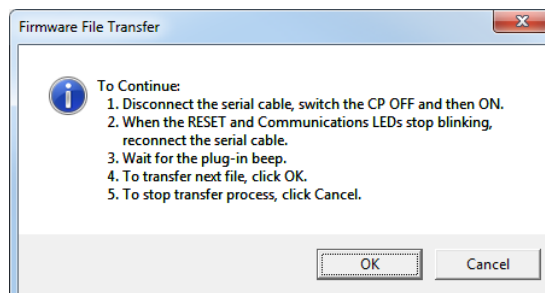 Firmware File Transfer
To Continue:
1. Disconnect the serial cable, switch the CP OFF and then ON.
2. When the RESET and Communications LEDs stop blinking,
reconnect the serial cable.
3. Wait for the plug-in beep.
4. To transfer next file, click OK.
5. To stop transfer process, click Cancel.
OK
Cancel